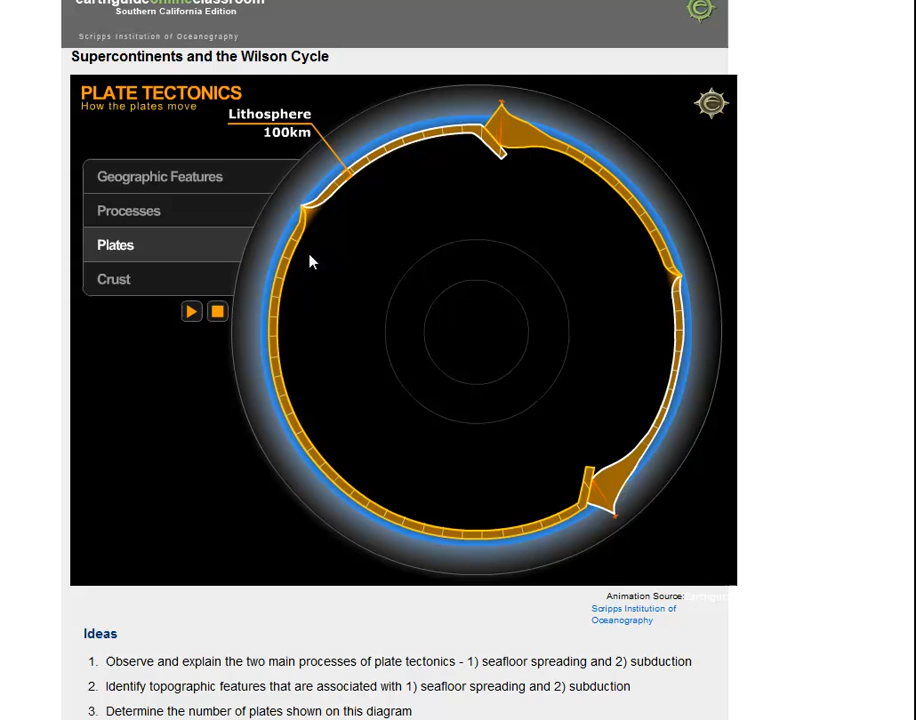 earthguideonlineclassroom
Southern California Edition
Scripps Institution of Oceanography
Supercontinents and the Wilson Cycle
PLATE TECTONICS
How the plates move
Lithosphere
100km
Geographic Features
Processes
Plates
Crust
Animation Source:
Scripps Institution of
Oceanography
Ideas
1. Observe and explain the two main processes of plate tectonics - 1) seafloor spreading and 2) subduction
2. Identify topographic features that are associated with 1) seafloor spreading and 2) subduction
3. Determine the number of plates shown on this diagram